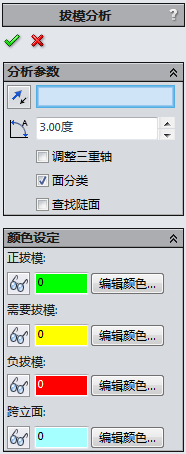 拔模分析 ?
分析参数
3.00度
调整三重轴
面分类
查找陡面
颜色设定
正拔模:
0 编辑颜色...
需要拔模:
0 编辑颜色...
负拔模:
0 编辑颜色...
跨立面:
0 编辑颜色...